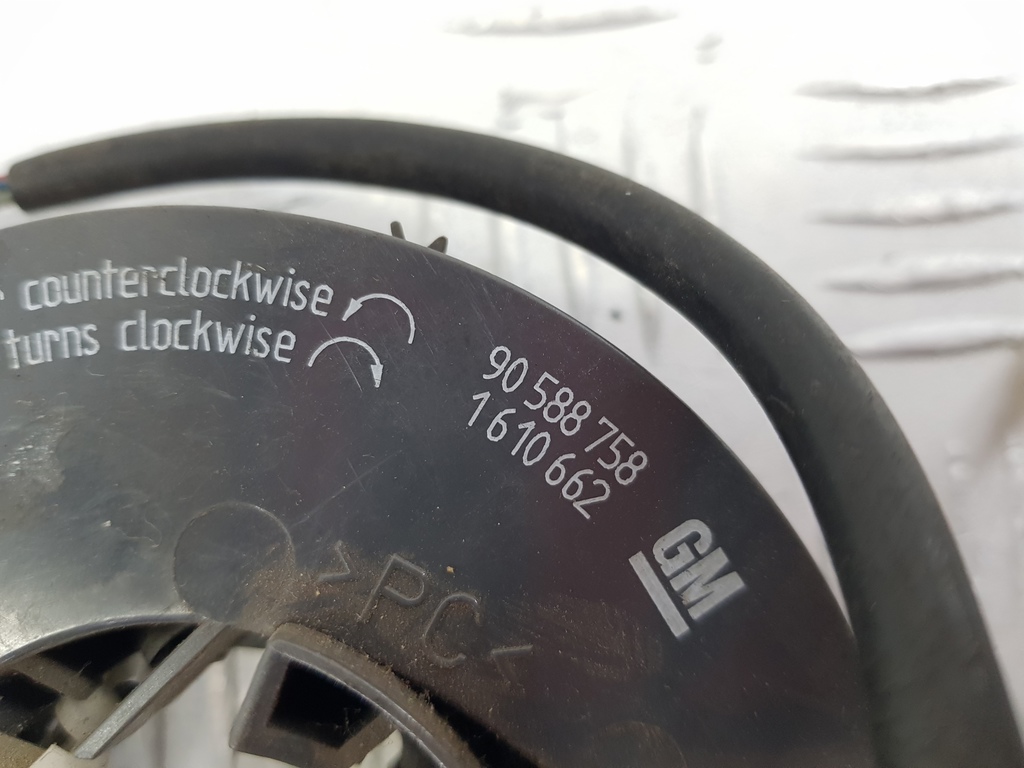 counterclockwise
turns clockwise
90 588 758
1 610 662
GM
>PC<